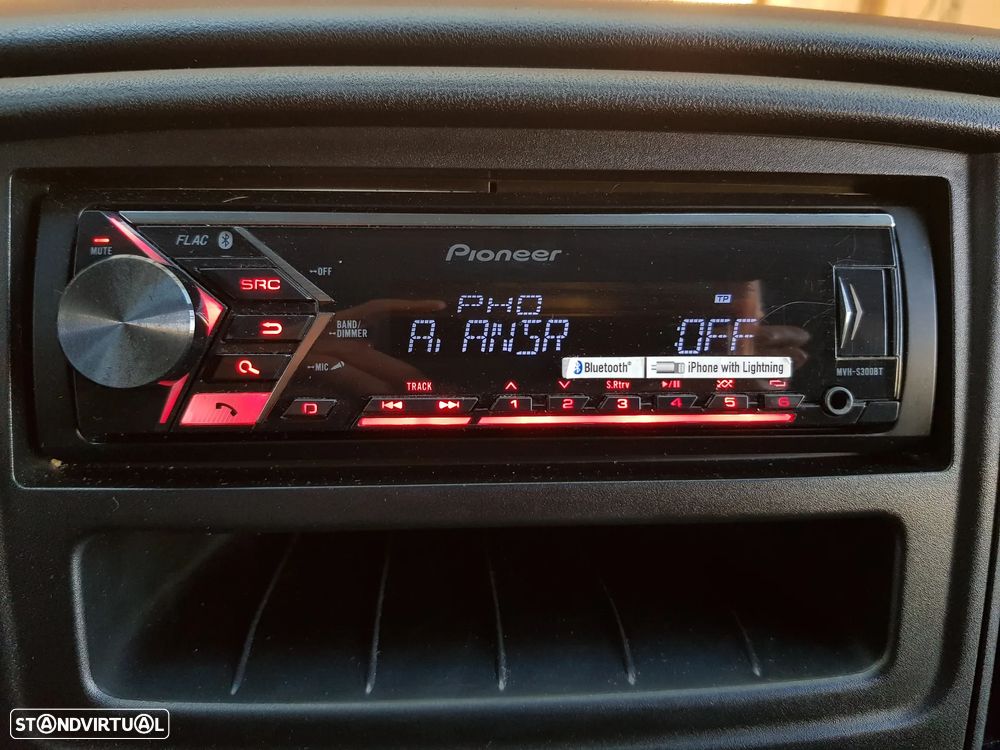 MUTE
FLAC
Pioneer
SRC
OFF
PHO
TP
BAND/
DIMMER
A. ANSR :OFF
MIC
Bluetooth®
iPhone with Lightning
MVH-S300BT
TRACK
S.Rtrv
D
1 2 3 4 5 6
STANDVIRTUAL